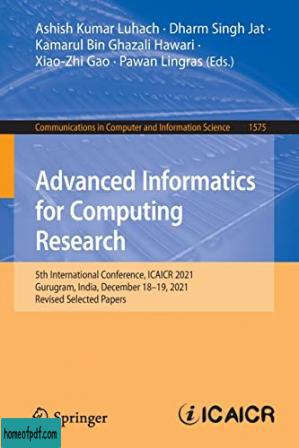 Ashish Kumar Luhach · Dharm Singh Jat ·
Kamarul Bin Ghazali Hawari ·
Xiao-Zhi Gao · Pawan Lingras (Eds.)
Communications in Computer and Information Science 1575
Advanced Informatics
for Computing
Research
5th International Conference, ICAICR 2021
Gurugram, India, December 18–19, 2021
Revised Selected Papers
Springer
iCAICR
homeofpdf.com